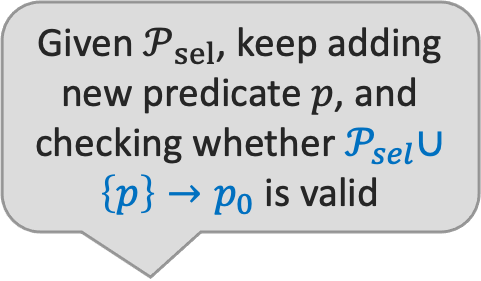 Given 𝒫sel, keep adding
new predicate 𝑝, and
checking whether 𝒫𝑠𝑒𝑙∪
{𝑝} → 𝑝0 is valid